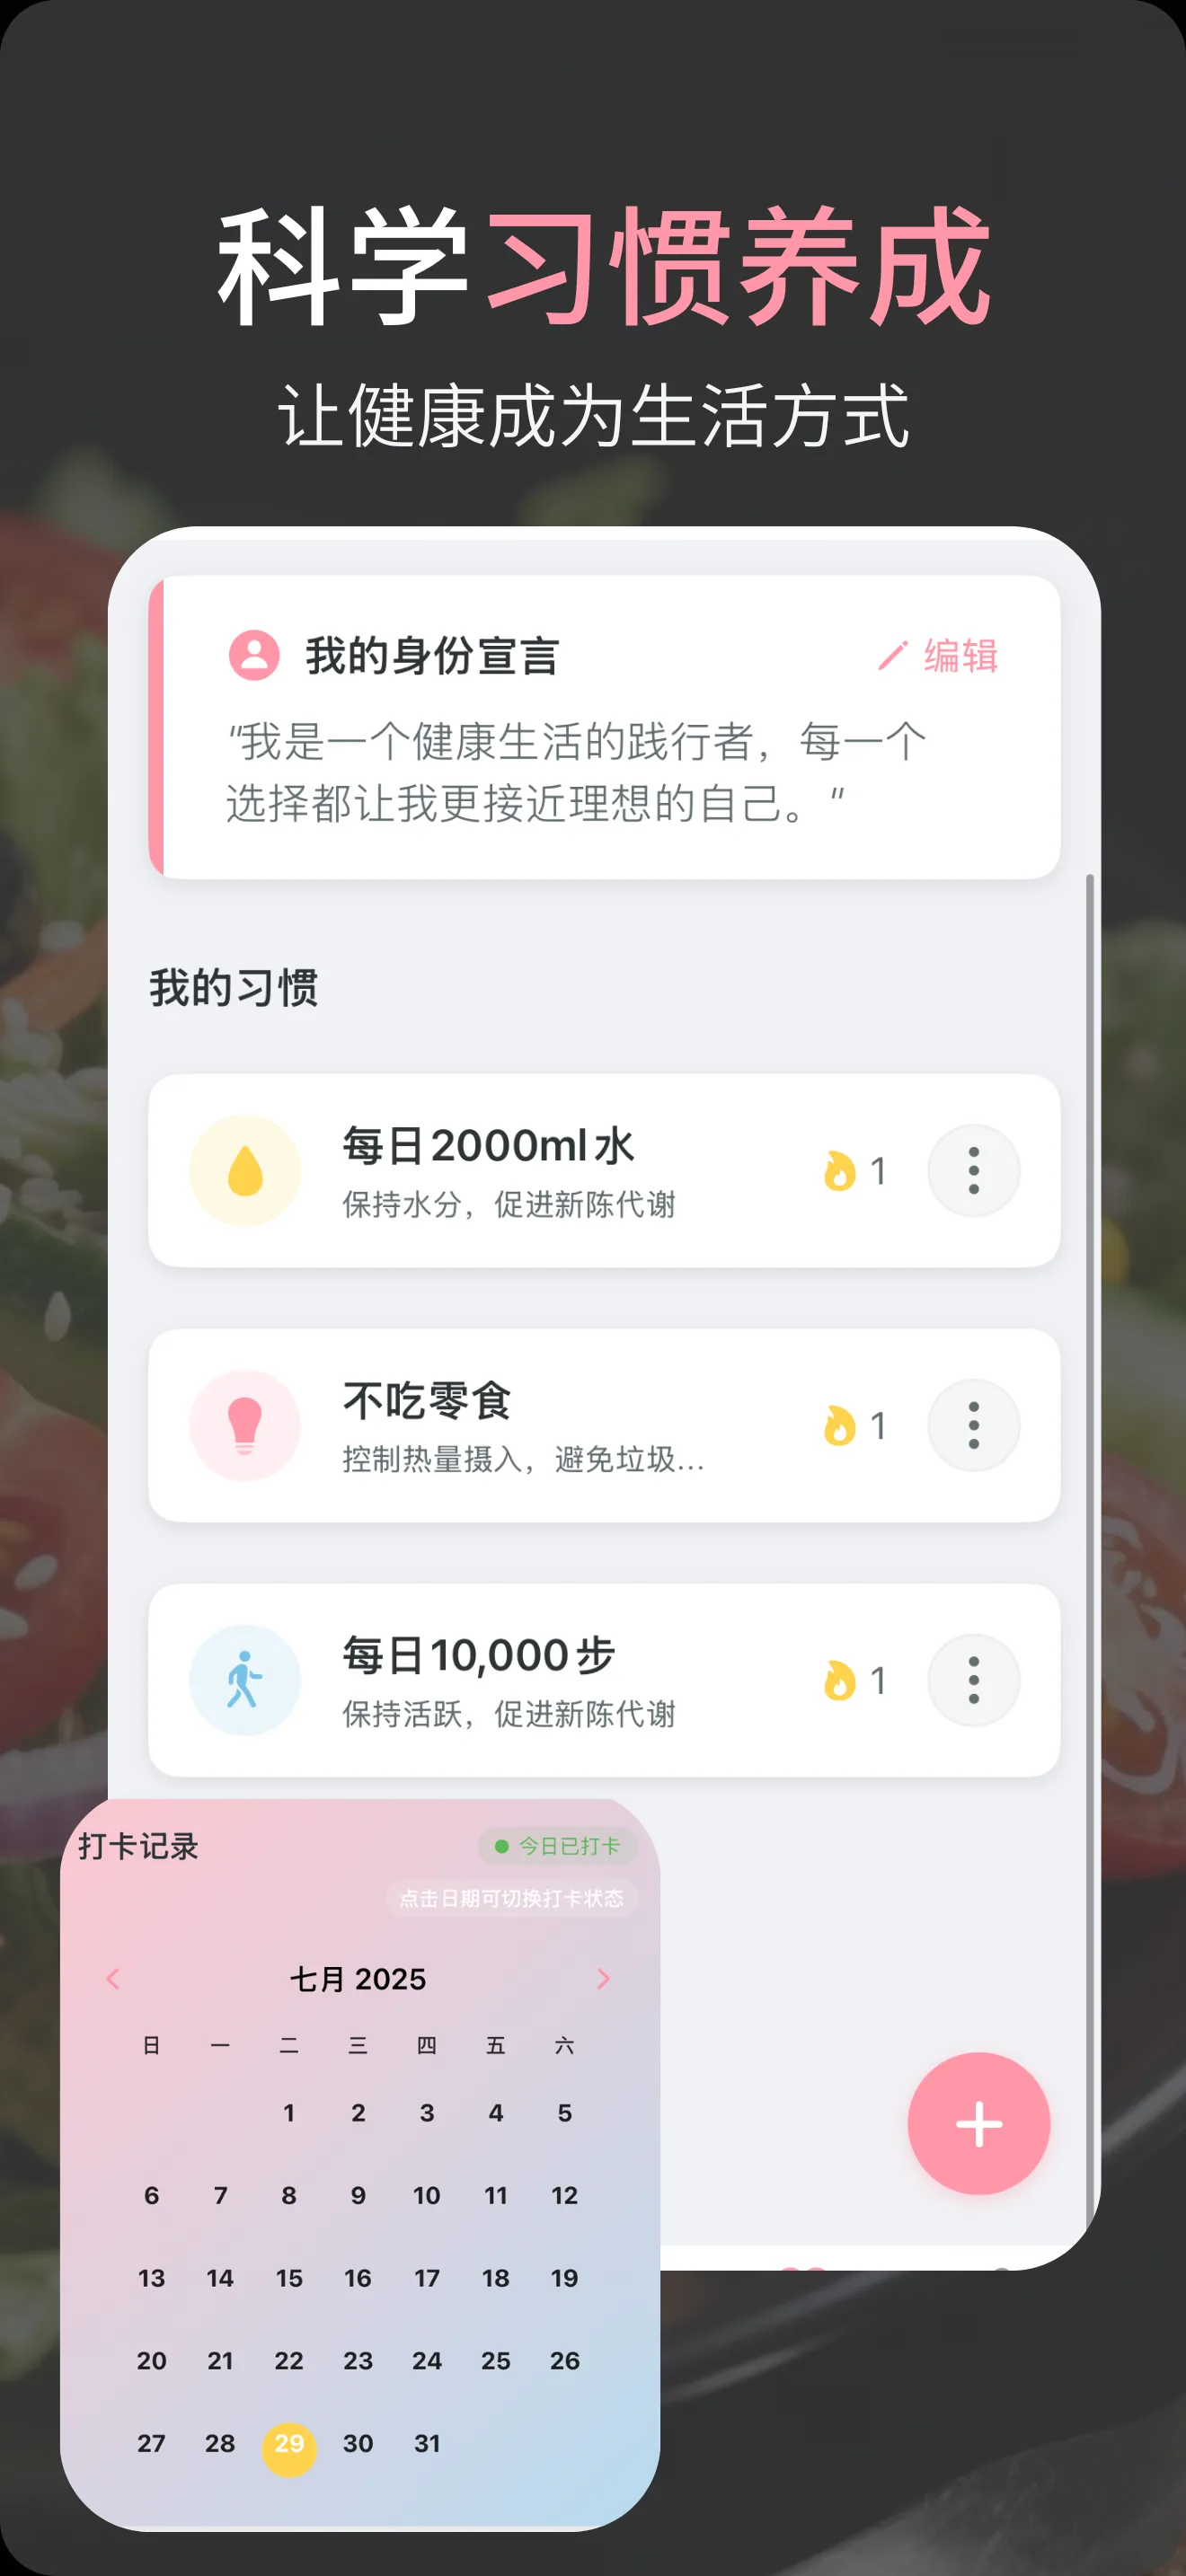 科学习惯养成
让健康成为生活方式
我的身份宣言
编辑
"我是一个健康生活的践行者，每一个
选择都让我更接近理想的自己。"
我的习惯
每日2000ml水
保持水分，促进新陈代谢
1
不吃零食
控制热量摄入，避免垃圾...
1
每日10,000步
保持活跃，促进新陈代谢
1
打卡记录
今日已打卡
点击日期可切换打卡状态
七月 2025
日 一 二 三 四 五 六
1 2 3 4 5
6 7 8 9 10 11 12
13 14 15 16 17 18 19
20 21 22 23 24 25 26
27 28 29 30 31